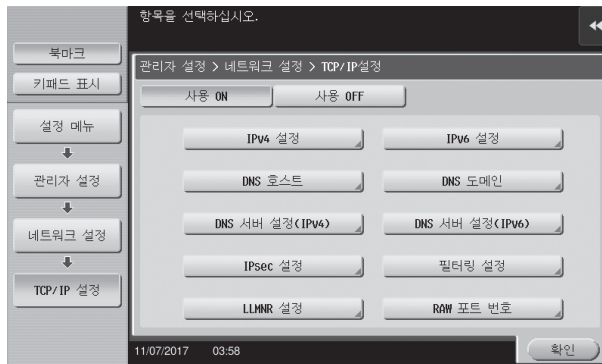 항목을 선택하십시오.
북마크
키패드 표시
설정 메뉴
관리자 설정
네트워크 설정
TCP/IP 설정
관리자 설정 > 네트워크 설정 > TCP/IP설정
사용 ON 사용 OFF
IPv4 설정 IPv6 설정
DNS 호스트 DNS 도메인
DNS 서버 설정(IPv4) DNS 서버 설정(IPv6)
IPsec 설정 필터링 설정
LLMNR 설정 RAW 포트 번호
11/07/2017 03:58
확인